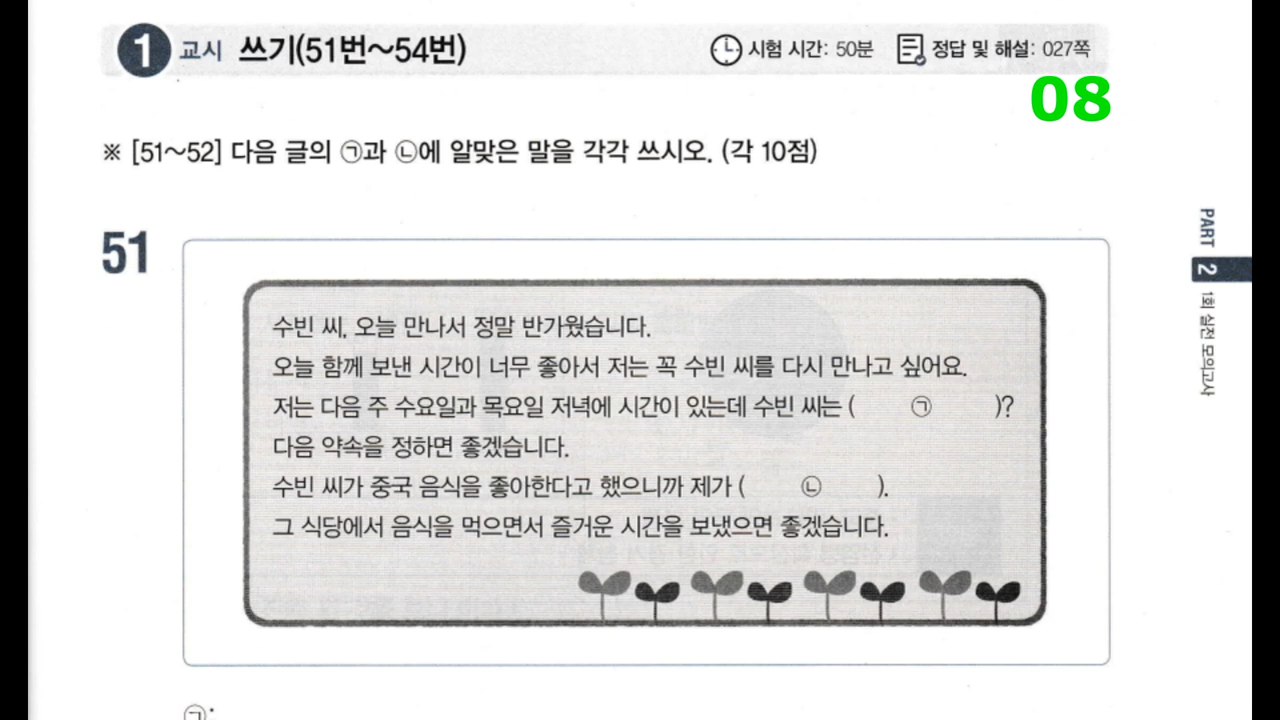 1 교시 쓰기(51번~54번)
시험 시간: 50분 정답 및 해설: 027쪽
08
※ [51~52] 다음 글의 ㉠과 ㉡에 알맞은 말을 각각 쓰시오. (각 10점)
51
수빈 씨, 오늘 만나서 정말 반가웠습니다.
오늘 함께 보낸 시간이 너무 좋아서 저는 꼭 수빈 씨를 다시 만나고 싶어요.
저는 다음 주 수요일과 목요일 저녁에 시간이 있는데 수빈 씨는 ( ㉠ )?
다음 약속을 정하면 좋겠습니다.
수빈 씨가 중국 음식을 좋아한다고 했으니까 제가 ( ㉡ ).
그 식당에서 음식을 먹으면서 즐거운 시간을 보냈으면 좋겠습니다.
PART 2 1회 실전 모의고사
㉠: